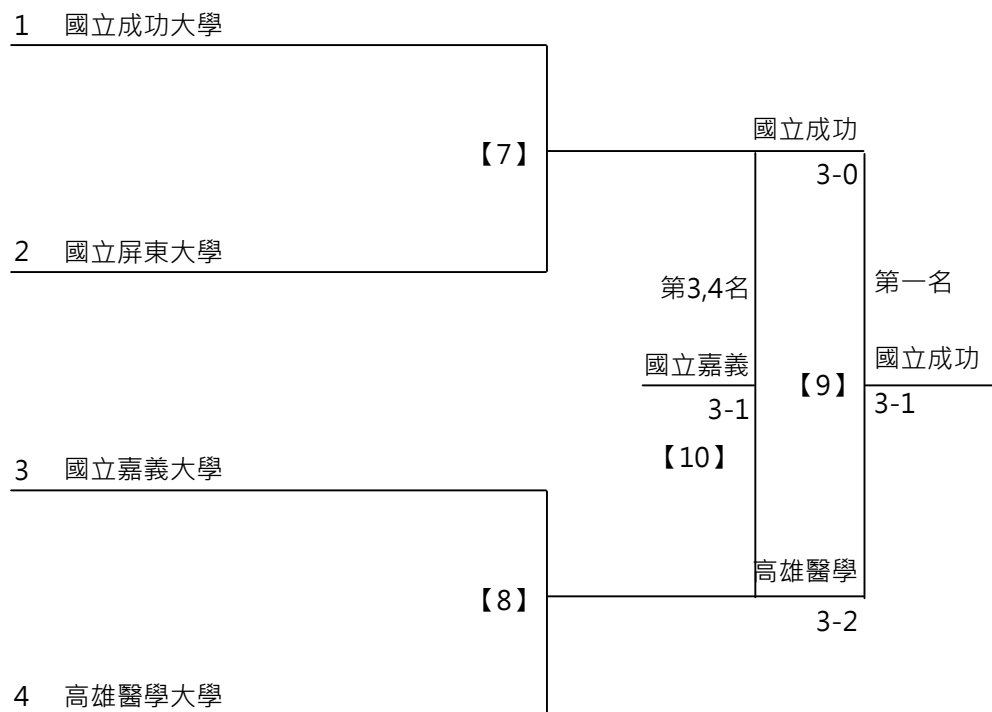 1 國立成功大學
國立成功
【7】
3-0
2 國立屏東大學
第3,4名
第一名
國立嘉義
【9】
國立成功
3-1
3-1
【10】
3 國立嘉義大學
高雄醫學
【8】
3-2
4 高雄醫學大學